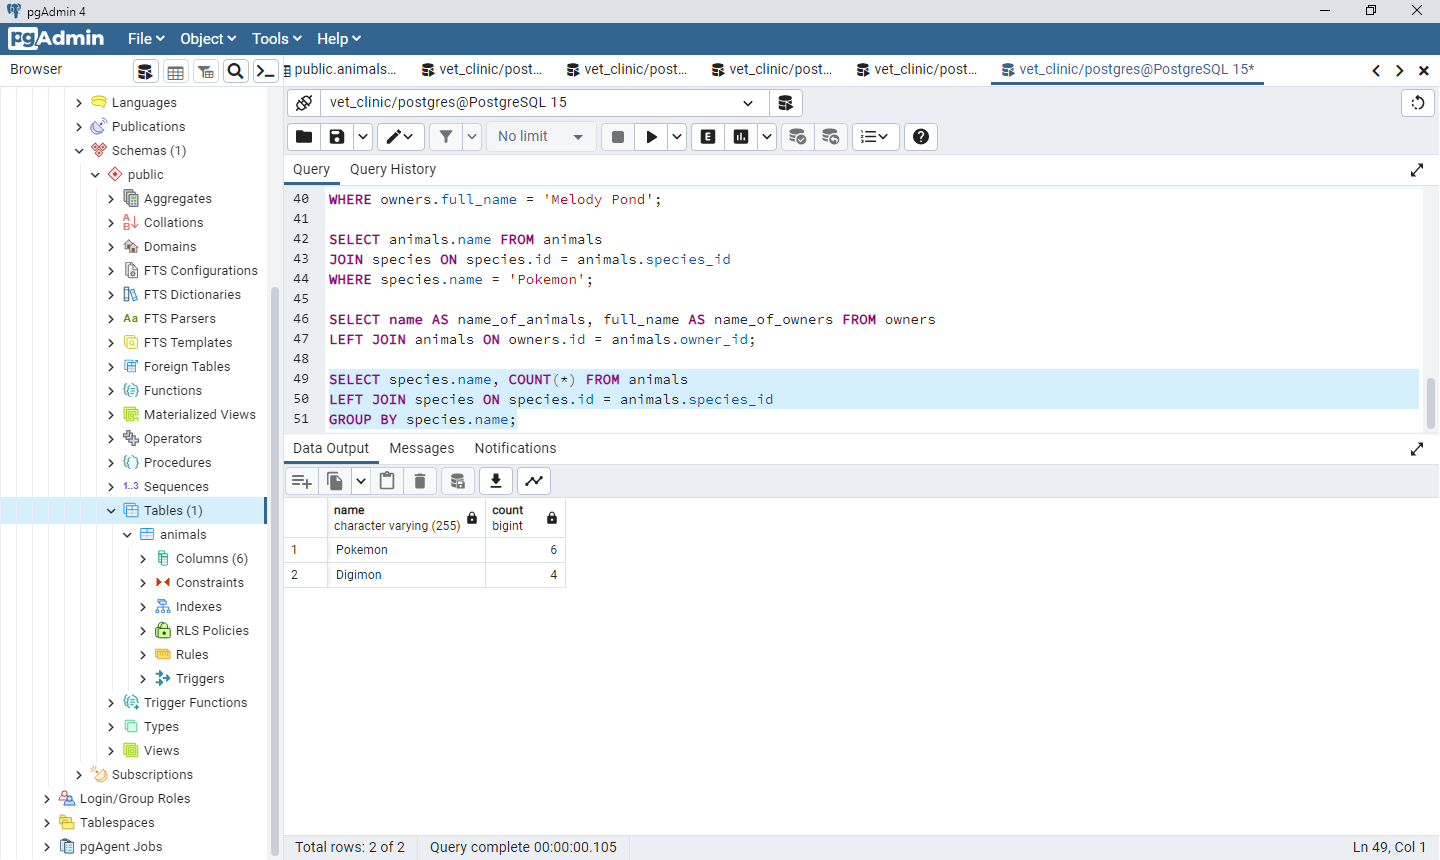 pgAdmin 4
pgAdmin File Object Tools Help
Browser
public.animals... vet_clinic/post... vet_clinic/post... vet_clinic/post... vet_clinic/post... vet_clinic/postgres@PostgreSQL 15*
Languages
Publications
Schemas (1)
public
Aggregates
Collations
Domains
FTS Configurations
FTS Dictionaries
Aa FTS Parsers
FTS Templates
Foreign Tables
Functions
Materialized Views
Operators
Procedures
1..3 Sequences
Tables (1)
animals
Columns (6)
Constraints
Indexes
RLS Policies
Rules
Triggers
Trigger Functions
Types
Views
Subscriptions
Login/Group Roles
Tablespaces
pgAgent Jobs
vet_clinic/postgres@PostgreSQL 15
No limit
E
Query Query History
40 WHERE owners.full_name = 'Melody Pond';
41
42 SELECT animals.name FROM animals
43 JOIN species ON species.id = animals.species_id
44 WHERE species.name = 'Pokemon';
45
46 SELECT name AS name_of_animals, full_name AS name_of_owners FROM owners
47 LEFT JOIN animals ON owners.id = animals.owner_id;
48
49 SELECT species.name, COUNT(*) FROM animals
50 LEFT JOIN species ON species.id = animals.species_id
51 GROUP BY species.name;
Data Output Messages Notifications
name count
character varying (255) bigint
1 Pokemon 6
2 Digimon 4
Total rows: 2 of 2 Query complete 00:00:00.105 Ln 49, Col 1